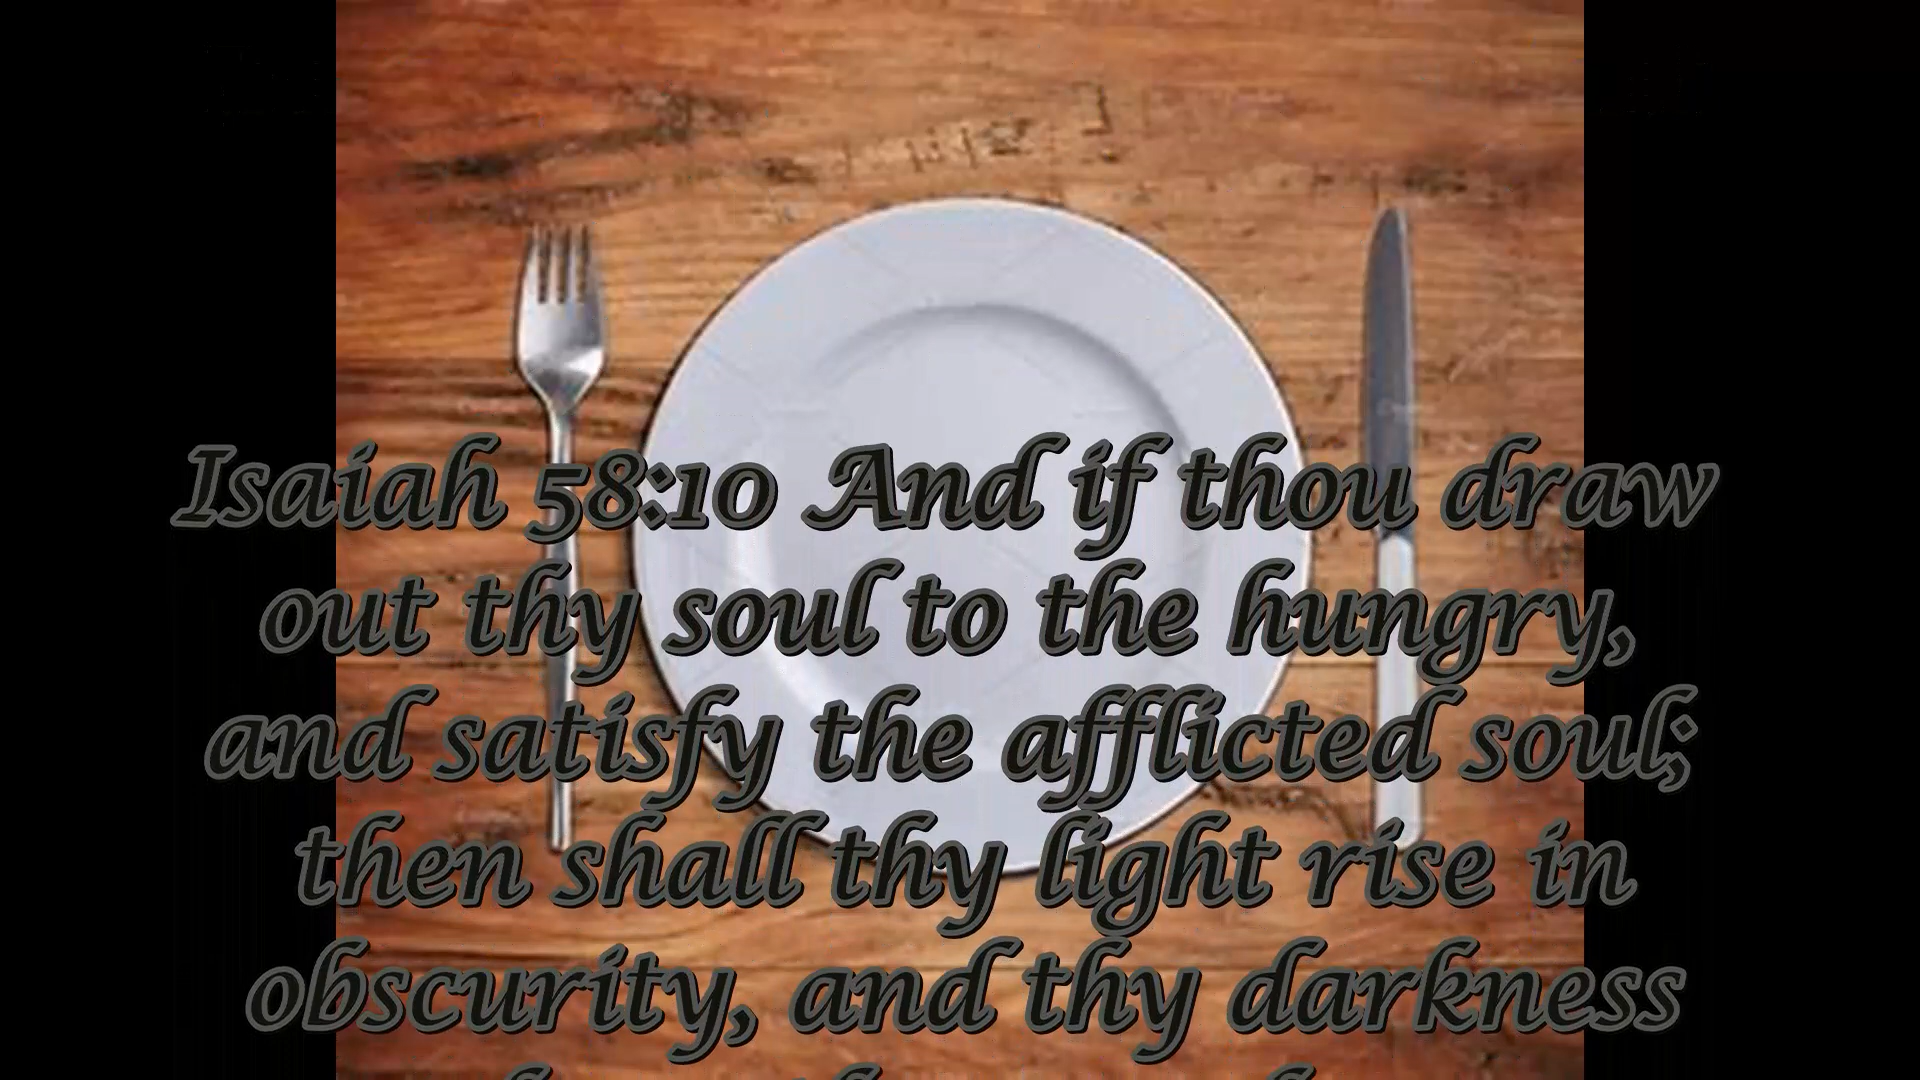 Isaiah 58:10 And if thou draw
out thy soul to the hungry,
and satisfy the afflicted soul;
then shall thy light rise in
obscurity, and thy darkness